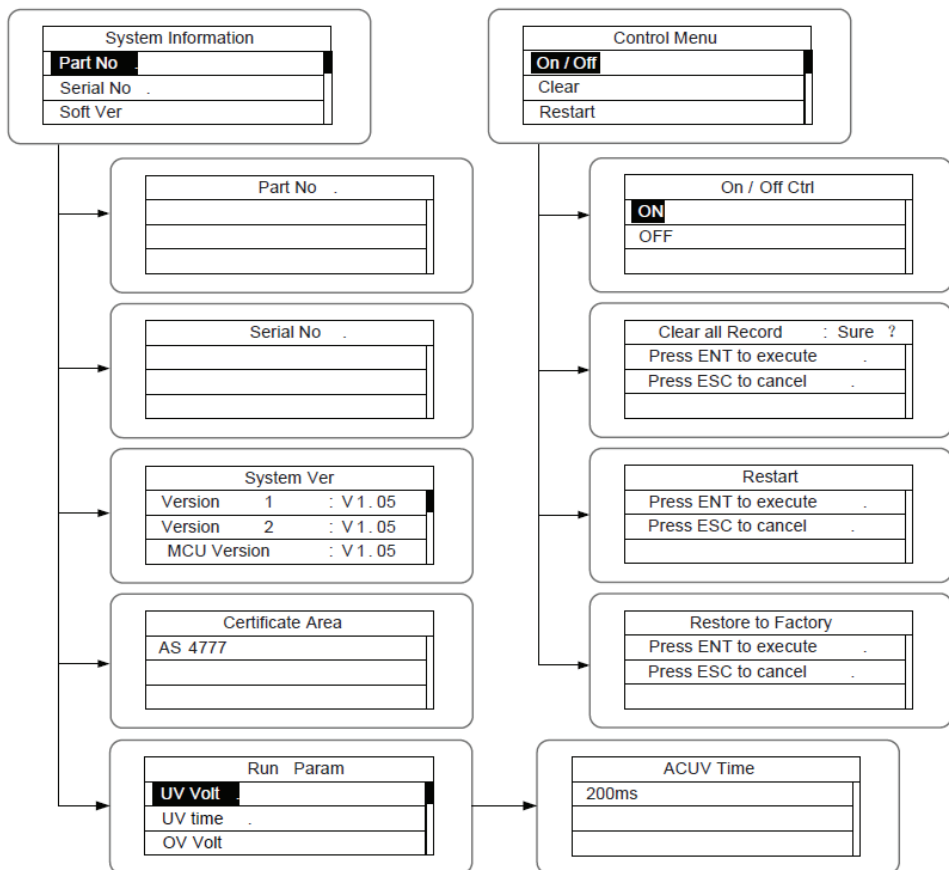 System Information
Part No .
Serial No .
Soft Ver
Part No .
Serial No .
System Ver
Version 1 : V1.05
Version 2 : V1.05
MCU Version : V1.05
Certificate Area
AS 4777
Run Param
UV Volt .
UV time .
OV Volt
ACUV Time
200ms
Control Menu
On / Off
Clear
Restart
On / Off Ctrl
ON
OFF
Clear all Record : Sure ?
Press ENT to execute .
Press ESC to cancel .
Restart
Press ENT to execute .
Press ESC to cancel .
Restore to Factory
Press ENT to execute .
Press ESC to cancel .